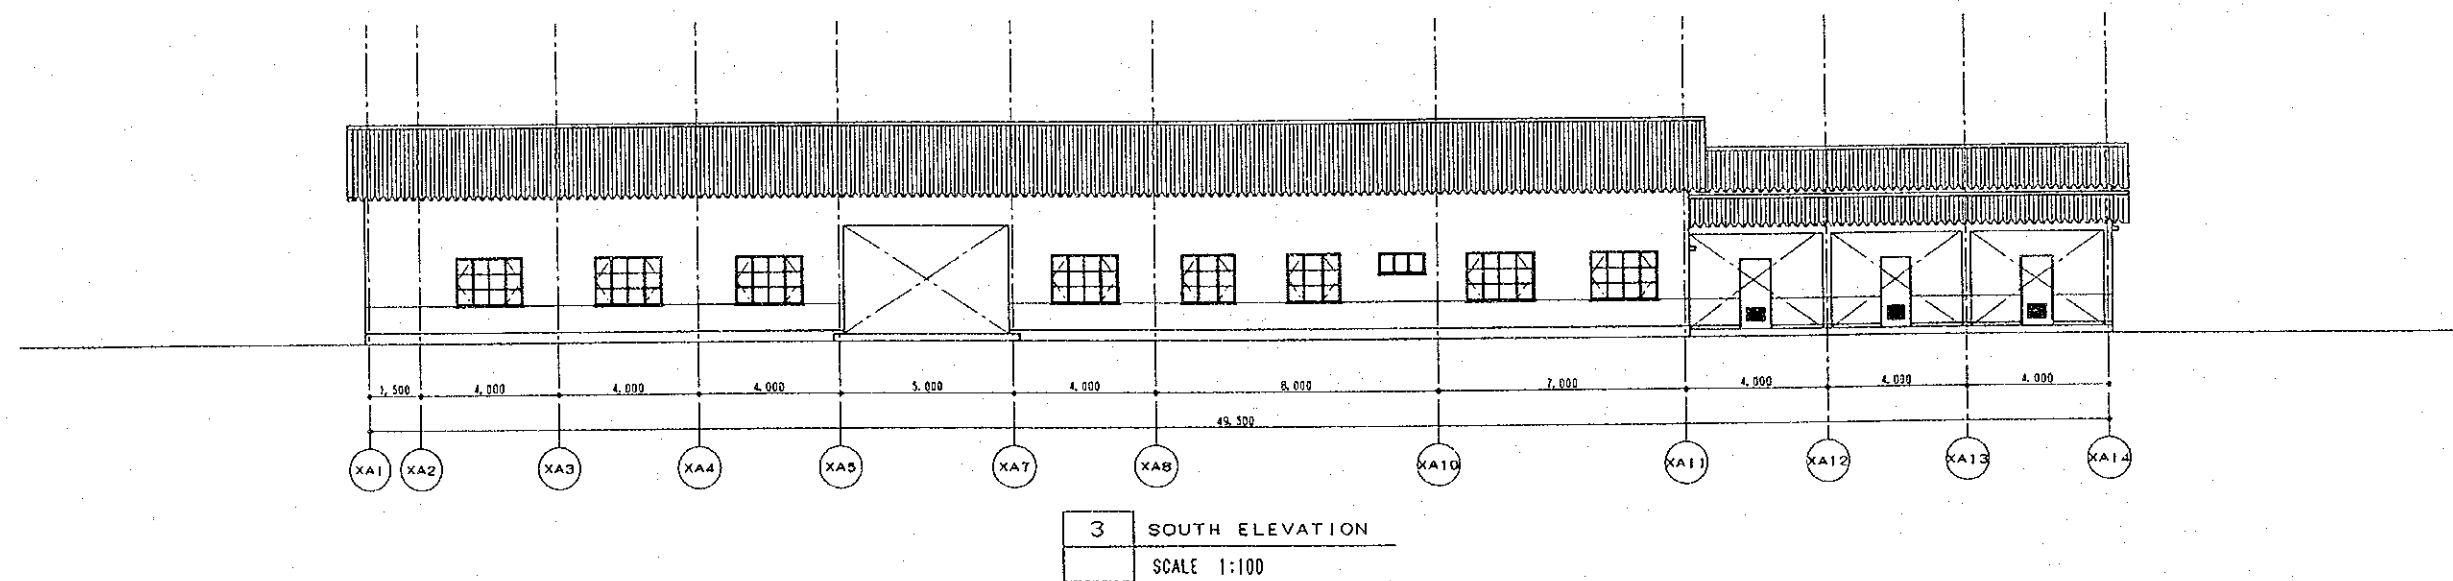 1,500 4,000 4,000 4,000 5.000 4,000 8,000 7,000 4,000 4,000 4,000
49,500
XA1 XA2 XA3 XA4 XA5 XA7 XA8 XA10 XA11 XA12 XA13 XA14
3 SOUTH ELEVATION
SCALE 1:100